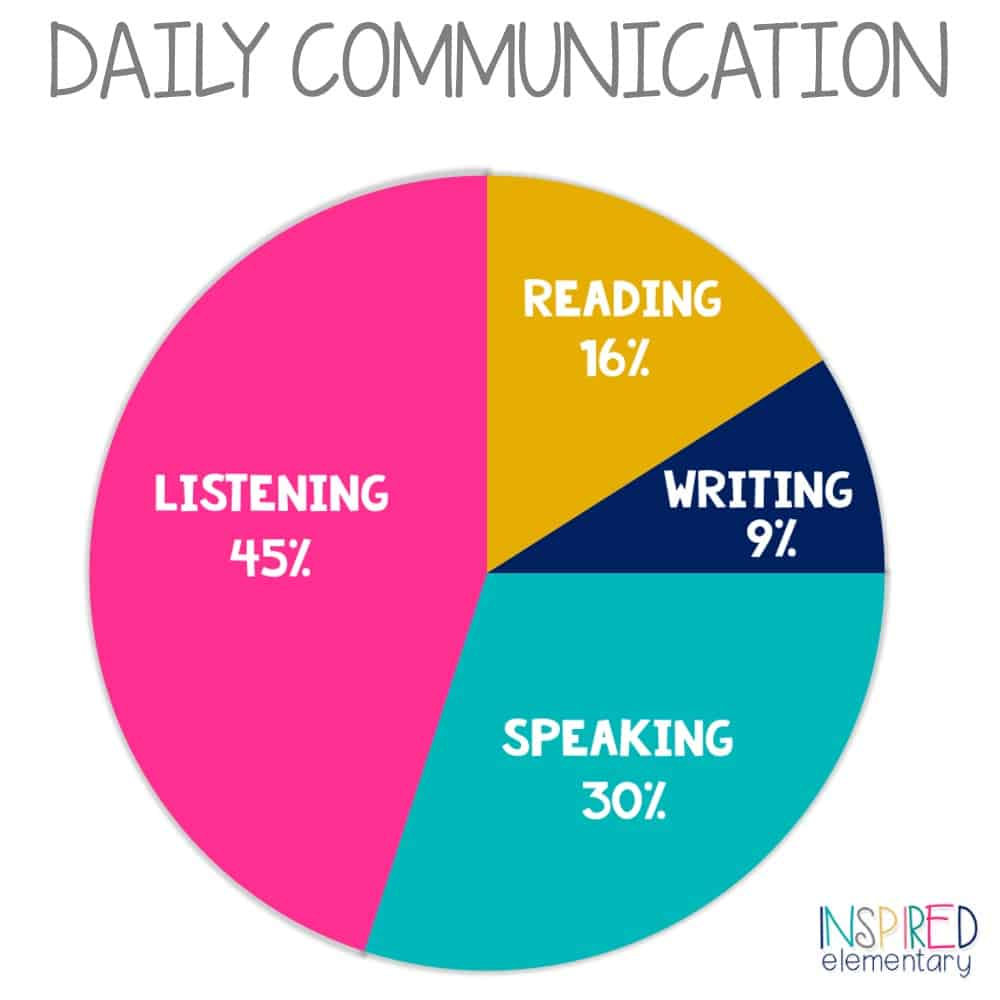 DAILY COMMUNICATION
READING
16%
WRITING
9%
LISTENING
45%
SPEAKING
30%
INSPIRED
elementary